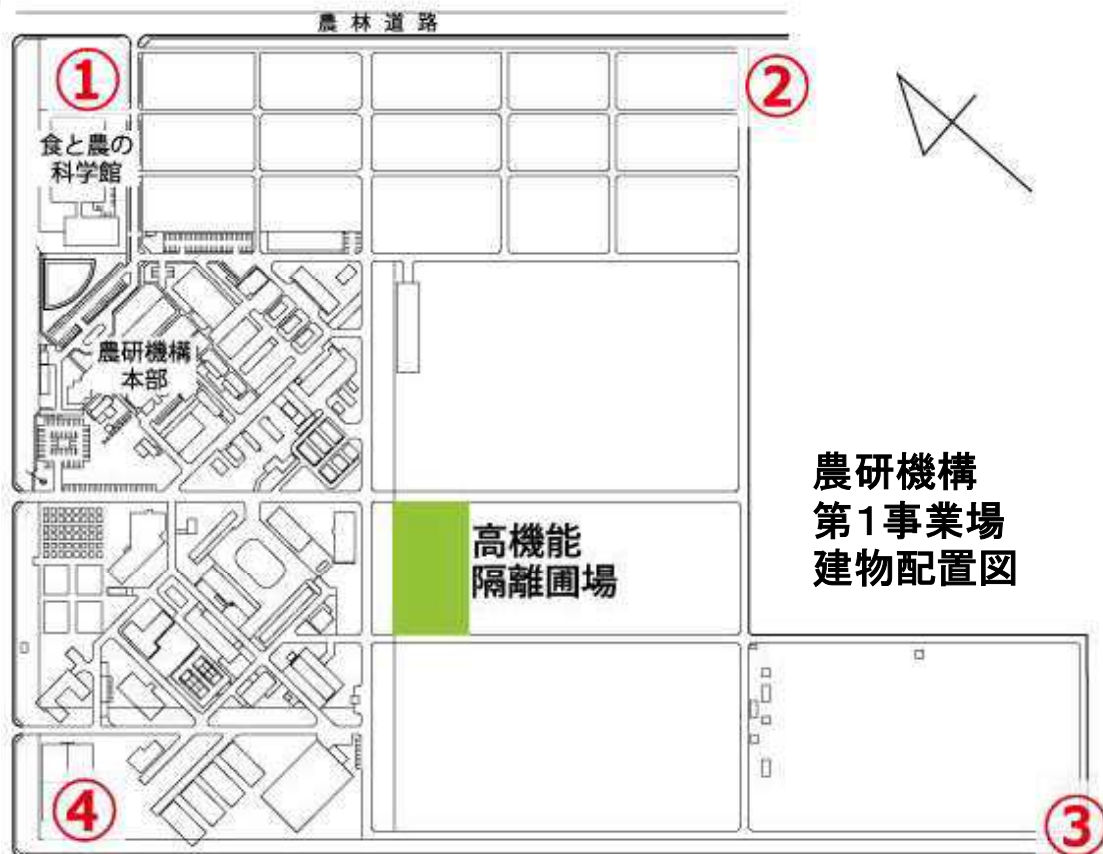 農林道路
①
②
食と農の
科学館
農研機構
本部
高機能
隔離圃場
農研機構
第1事業場
建物配置図
④
③